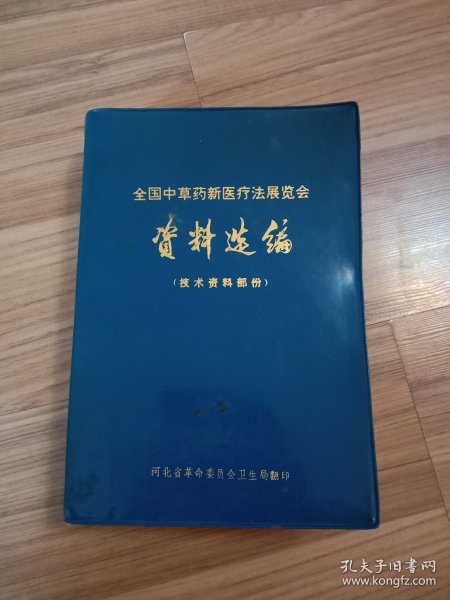 全国中草药新医疗法展览会
资料选编
(技术资料部份)
河北省革命委员会卫生局翻印
孔夫子旧书网
www.kongfz.com